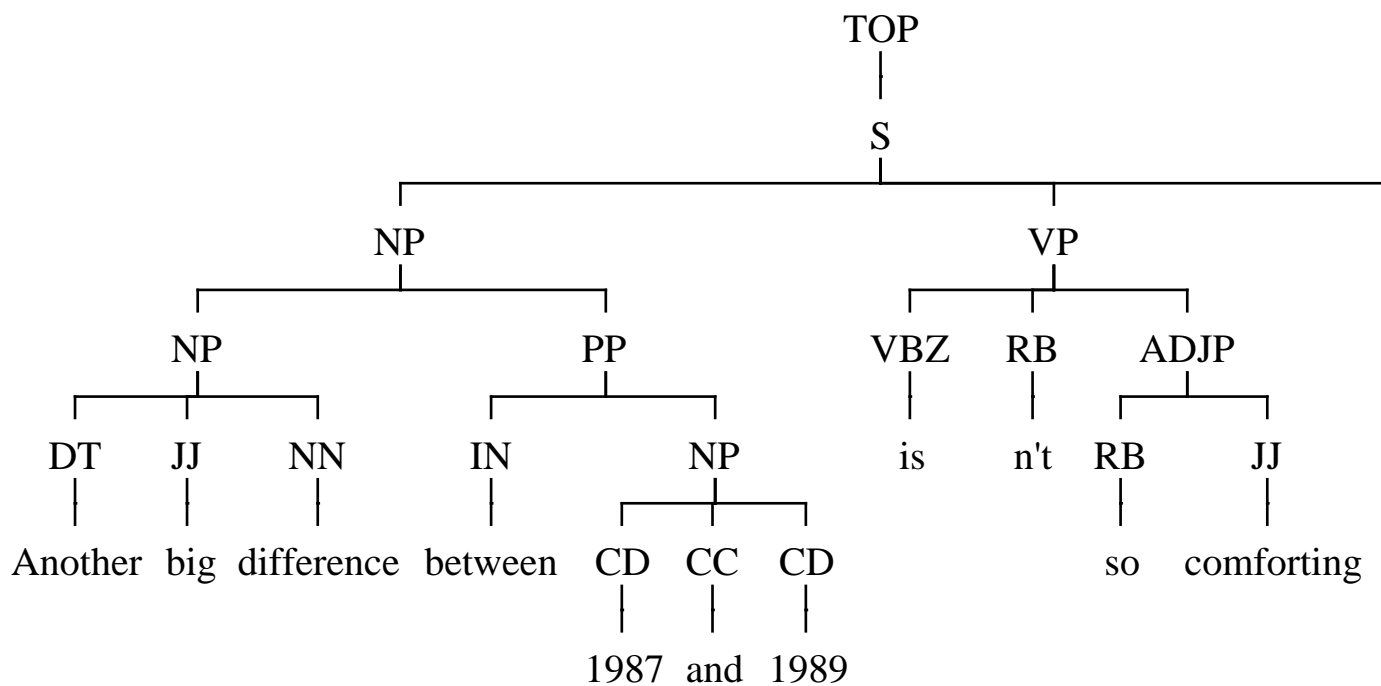 TOP
S
NP VP
NP PP VBZ RB ADJP
DT JJ NN IN NP is n't RB JJ
Another big difference between CD CC CD so comforting
1987 and 1989